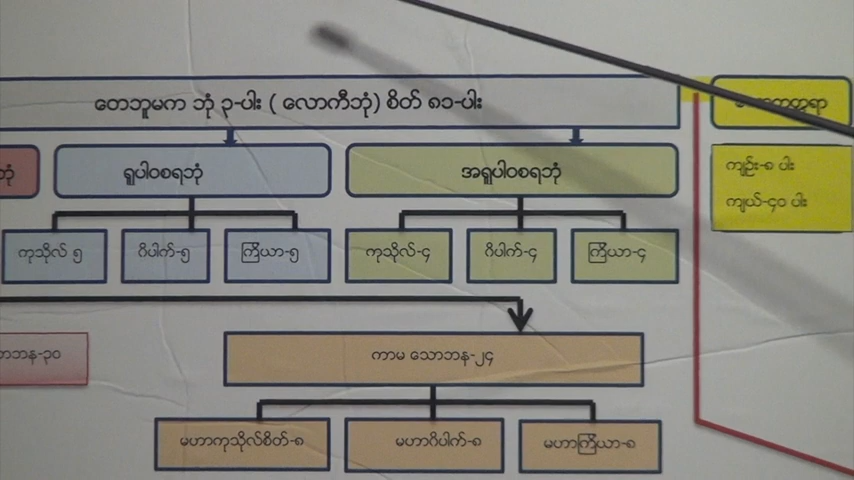 တေဘူမက ဘုံ ၃-ပါး ( လောကီဘုံ) စိတ် ၈၁-ပါး
ရူပါဝစရဘုံ
အရူပါဝစရဘုံ
ကျဉ်း-၈ ပါး
ကျယ်-၄၀ ပါး
ကုသိုလ် ၅
ဝိပါက်-၅
ကြိယာ-၅
ကုသိုလ်-၄
ဝိပါက်-၄
ကြိယာ-၄
ကာမ သောဘန-၂၄
မဟာကုသိုလ်စိတ်-၈
မဟာဝိပါက်-၈
မဟာကြိယာ-၈